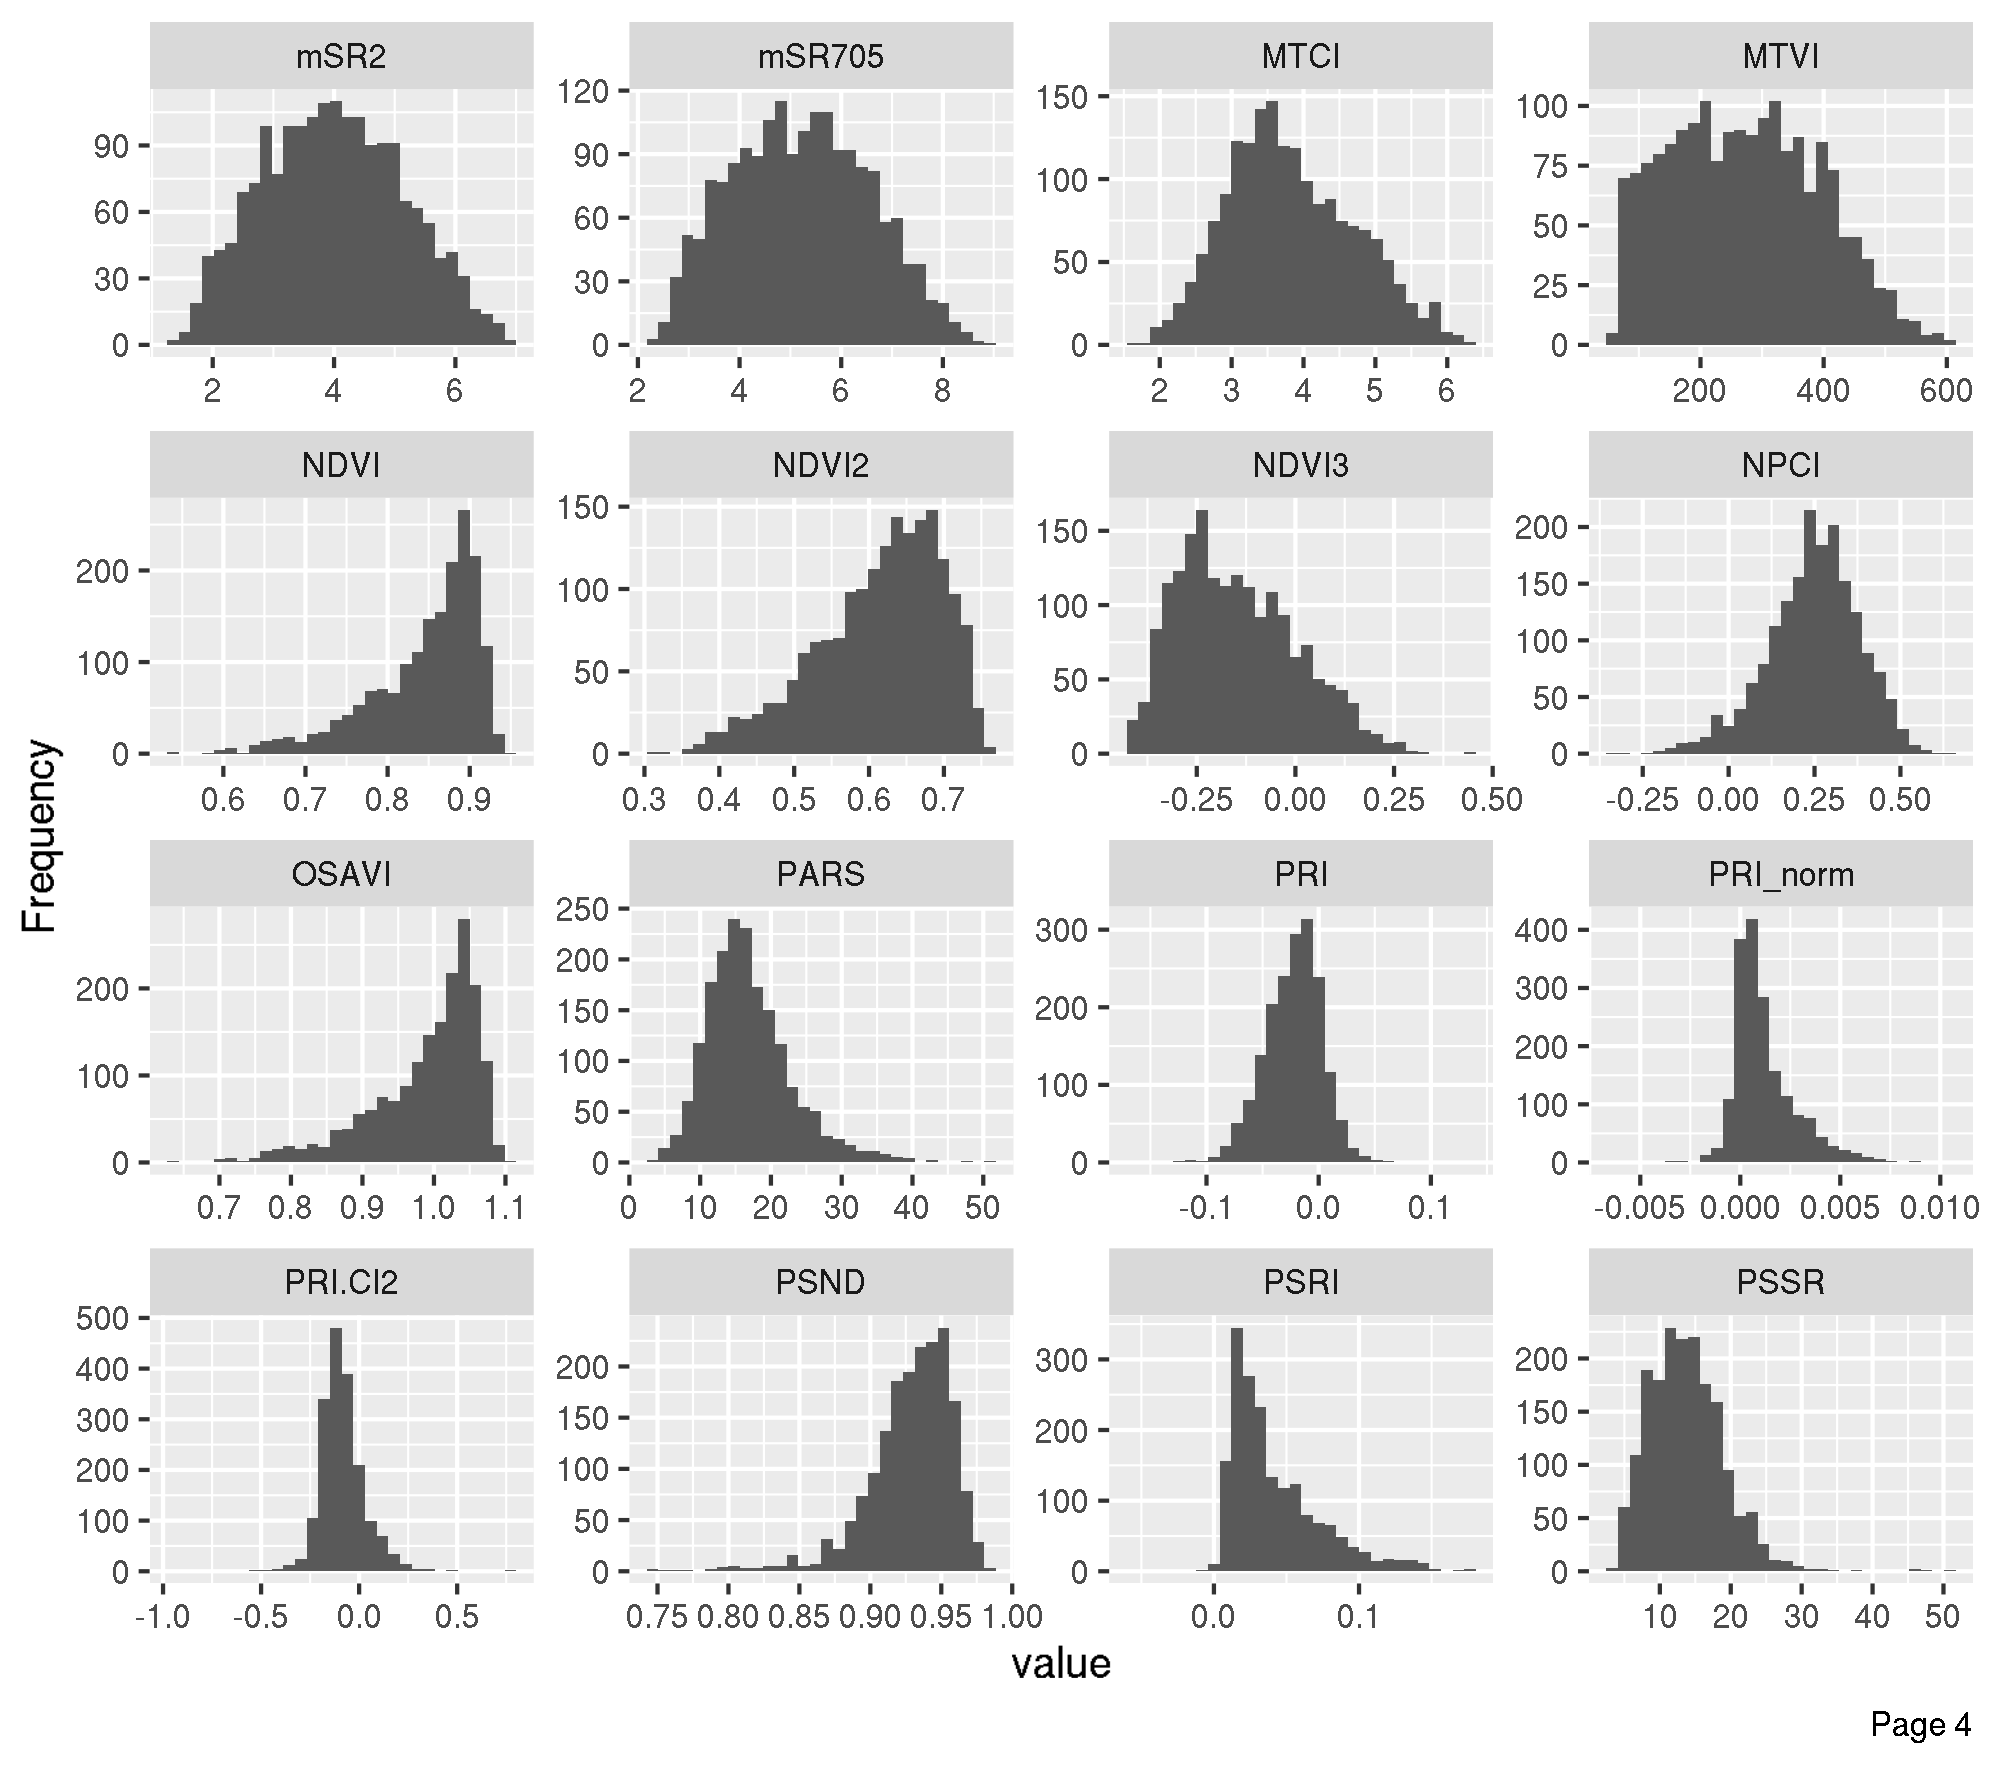 mSR2 mSR705 MTCI MTVI
90 60 30 0
120 90 60 30 0
150 100 50 0
100 75 50 25 0
2 4 6
2 4 6 8
2 3 4 5 6
200 400 600
NDVI NDVI2 NDVI3 NPCI
200 100 0
150 100 50 0
150 100 50 0
200 150 100 50 0
0.6 0.7 0.8 0.9
0.3 0.4 0.5 0.6 0.7
-0.25 0.00 0.25 0.50
-0.25 0.00 0.25 0.50
Frequency
OSAVI PARS PRI PRI_norm
200 100 0
250 200 150 100 50 0
300 200 100 0
400 300 200 100 0
0.7 0.8 0.9 1.0 1.1
0 10 20 30 40 50
-0.1 0.0 0.1
-0.005 0.000 0.005 0.010
PRI.CI2 PSND PSRI PSSR
500 400 300 200 100 0
200 150 100 50 0
300 200 100 0
200 150 100 50 0
-1.0 -0.5 0.0 0.5
0.75 0.80 0.85 0.90 0.95 1.00
0.0 0.1
10 20 30 40 50
value
Page 4